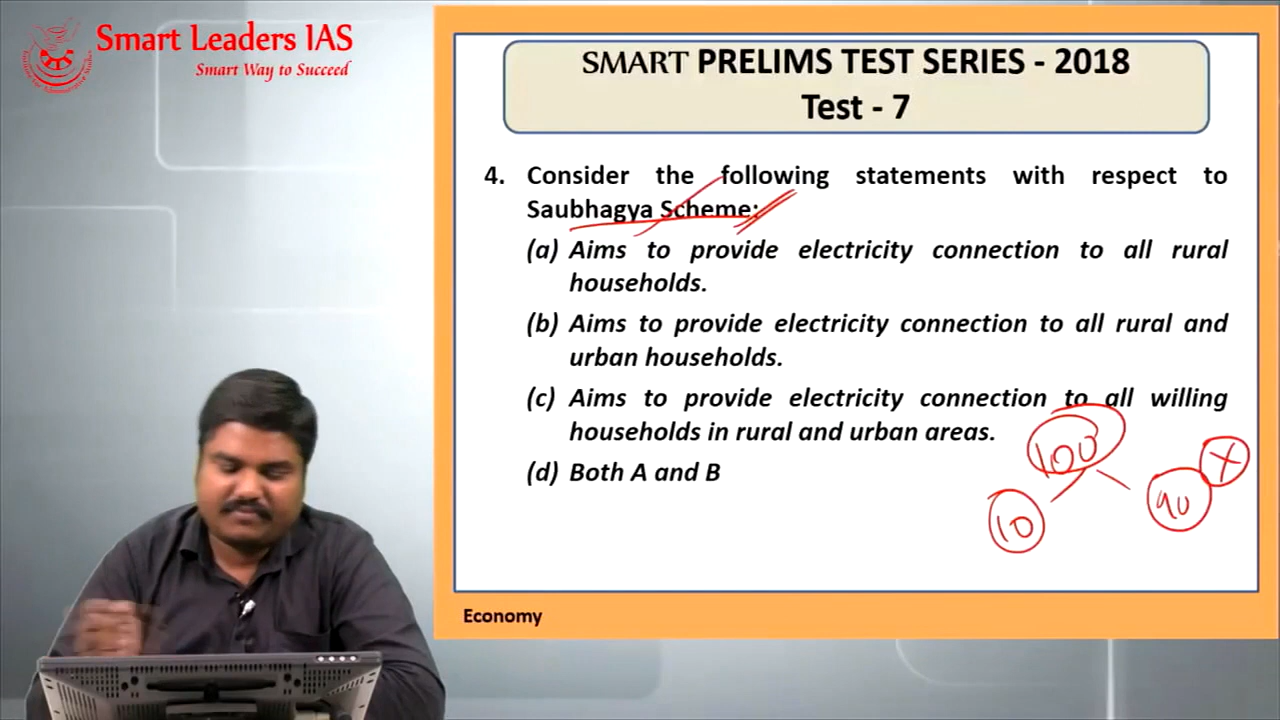 Smart Leaders IAS
Smart Way to Succeed
SMART PRELIMS TEST SERIES - 2018
Test - 7
4. Consider the following statements with respect to
Saubhagya Scheme:
(a) Aims to provide electricity connection to all rural
households.
(b) Aims to provide electricity connection to all rural and
urban households.
(c) Aims to provide electricity connection to all willing
households in rural and urban areas.
(d) Both A and B
100
10
90
Economy